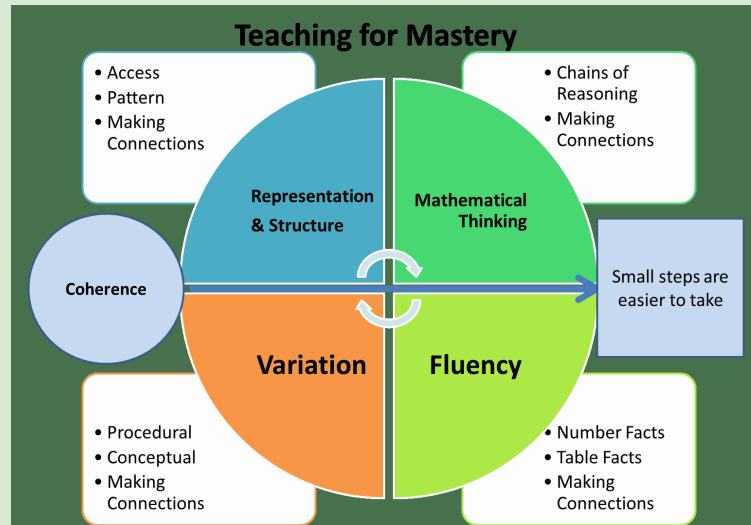 Teaching for Mastery
• Access
• Pattern
• Making
Connections
• Chains of
Reasoning
• Making
Connections
Representation
& Structure
Mathematical
Thinking
Coherence
Small steps are
easier to take
Variation
Fluency
• Procedural
• Conceptual
• Making
Connections
• Number Facts
• Table Facts
• Making
Connections